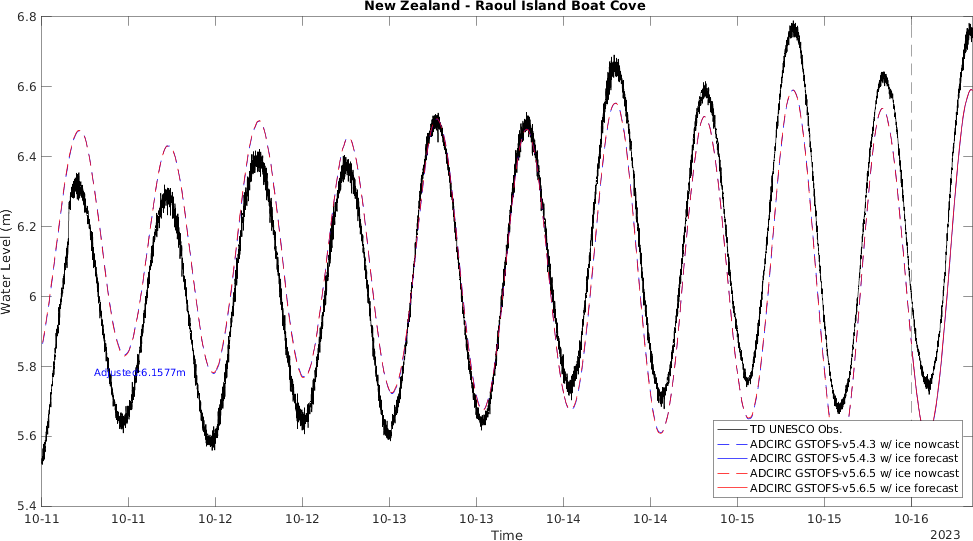 New Zealand - Raoul Island Boat Cove
6.8
6.6
6.4
6.2
6
5.8
5.6
5.4
Water Level (m)
Adjusted:6.1577m
TD UNESCO Obs.
ADCIRC GSTOFS-v5.4.3 w/ ice nowcast
ADCIRC GSTOFS-v5.4.3 w/ ice forecast
ADCIRC GSTOFS-v5.6.5 w/ ice nowcast
ADCIRC GSTOFS-v5.6.5 w/ ice forecast
10-11 10-11 10-12 10-12 10-13 10-13 10-14 10-14 10-15 10-15 10-16
Time
2023